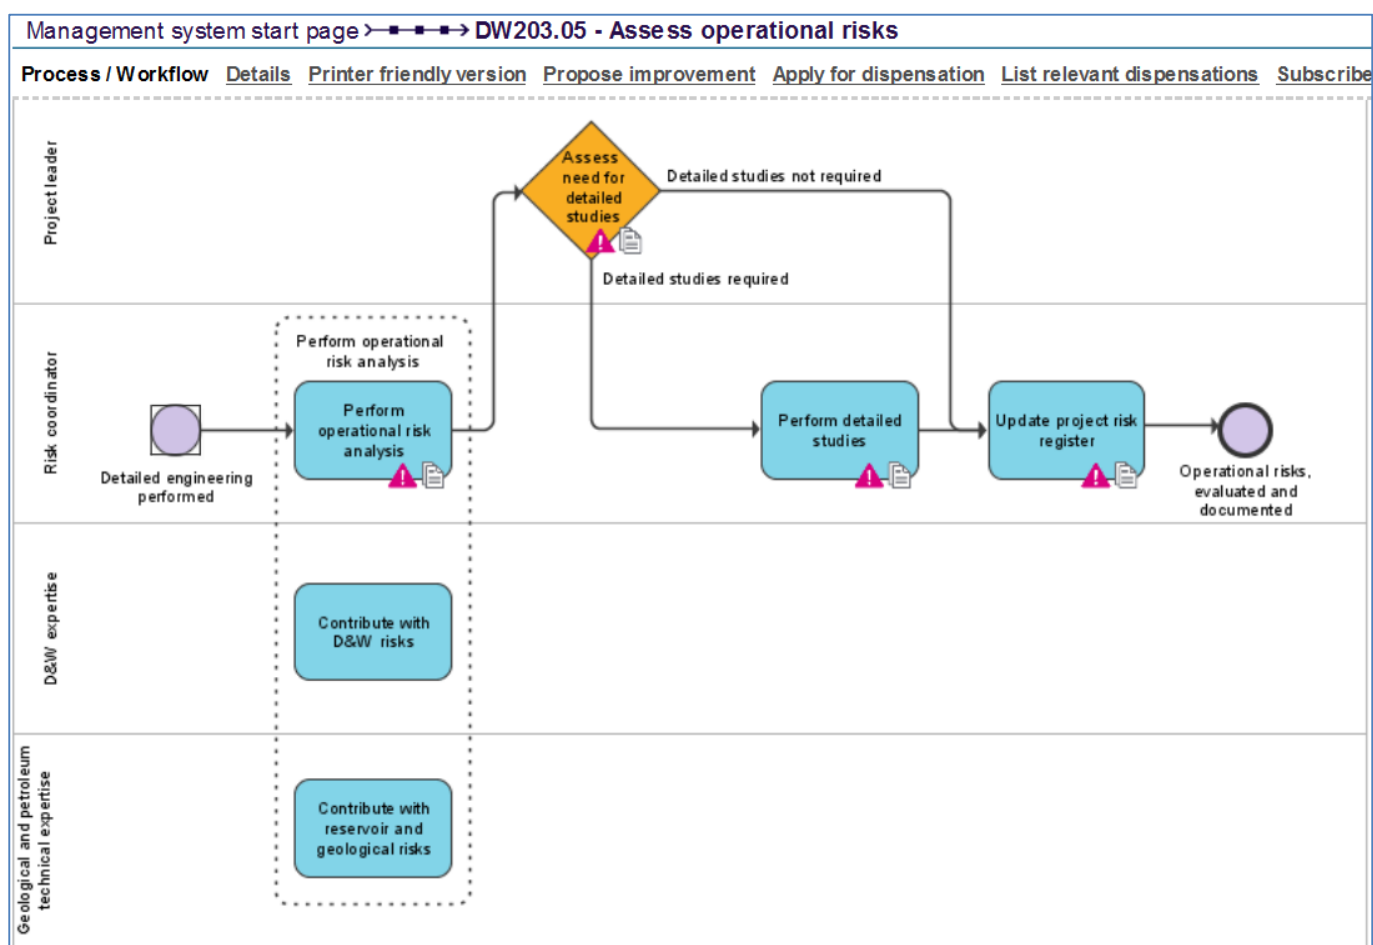 Management system start page DW203.05 - Assess operational risks
Process / Workflow Details Printer friendly version Propose improvement Apply for dispensation List relevant dispensations Subscribe
Project leader
Assess
need for
detailed
studies
Detailed studies not required
Detailed studies required
Risk coordinator
Detailed engineering
performed
Perform operational
risk analysis
Perform
operational risk
analysis
Perform detailed
studies
Update project risk
register
Operational risks,
evaluated and
documented
D&W expertise
Contribute with
D&W risks
Geological and petroleum
technical expertise
Contribute with
reservoir and
geological risks